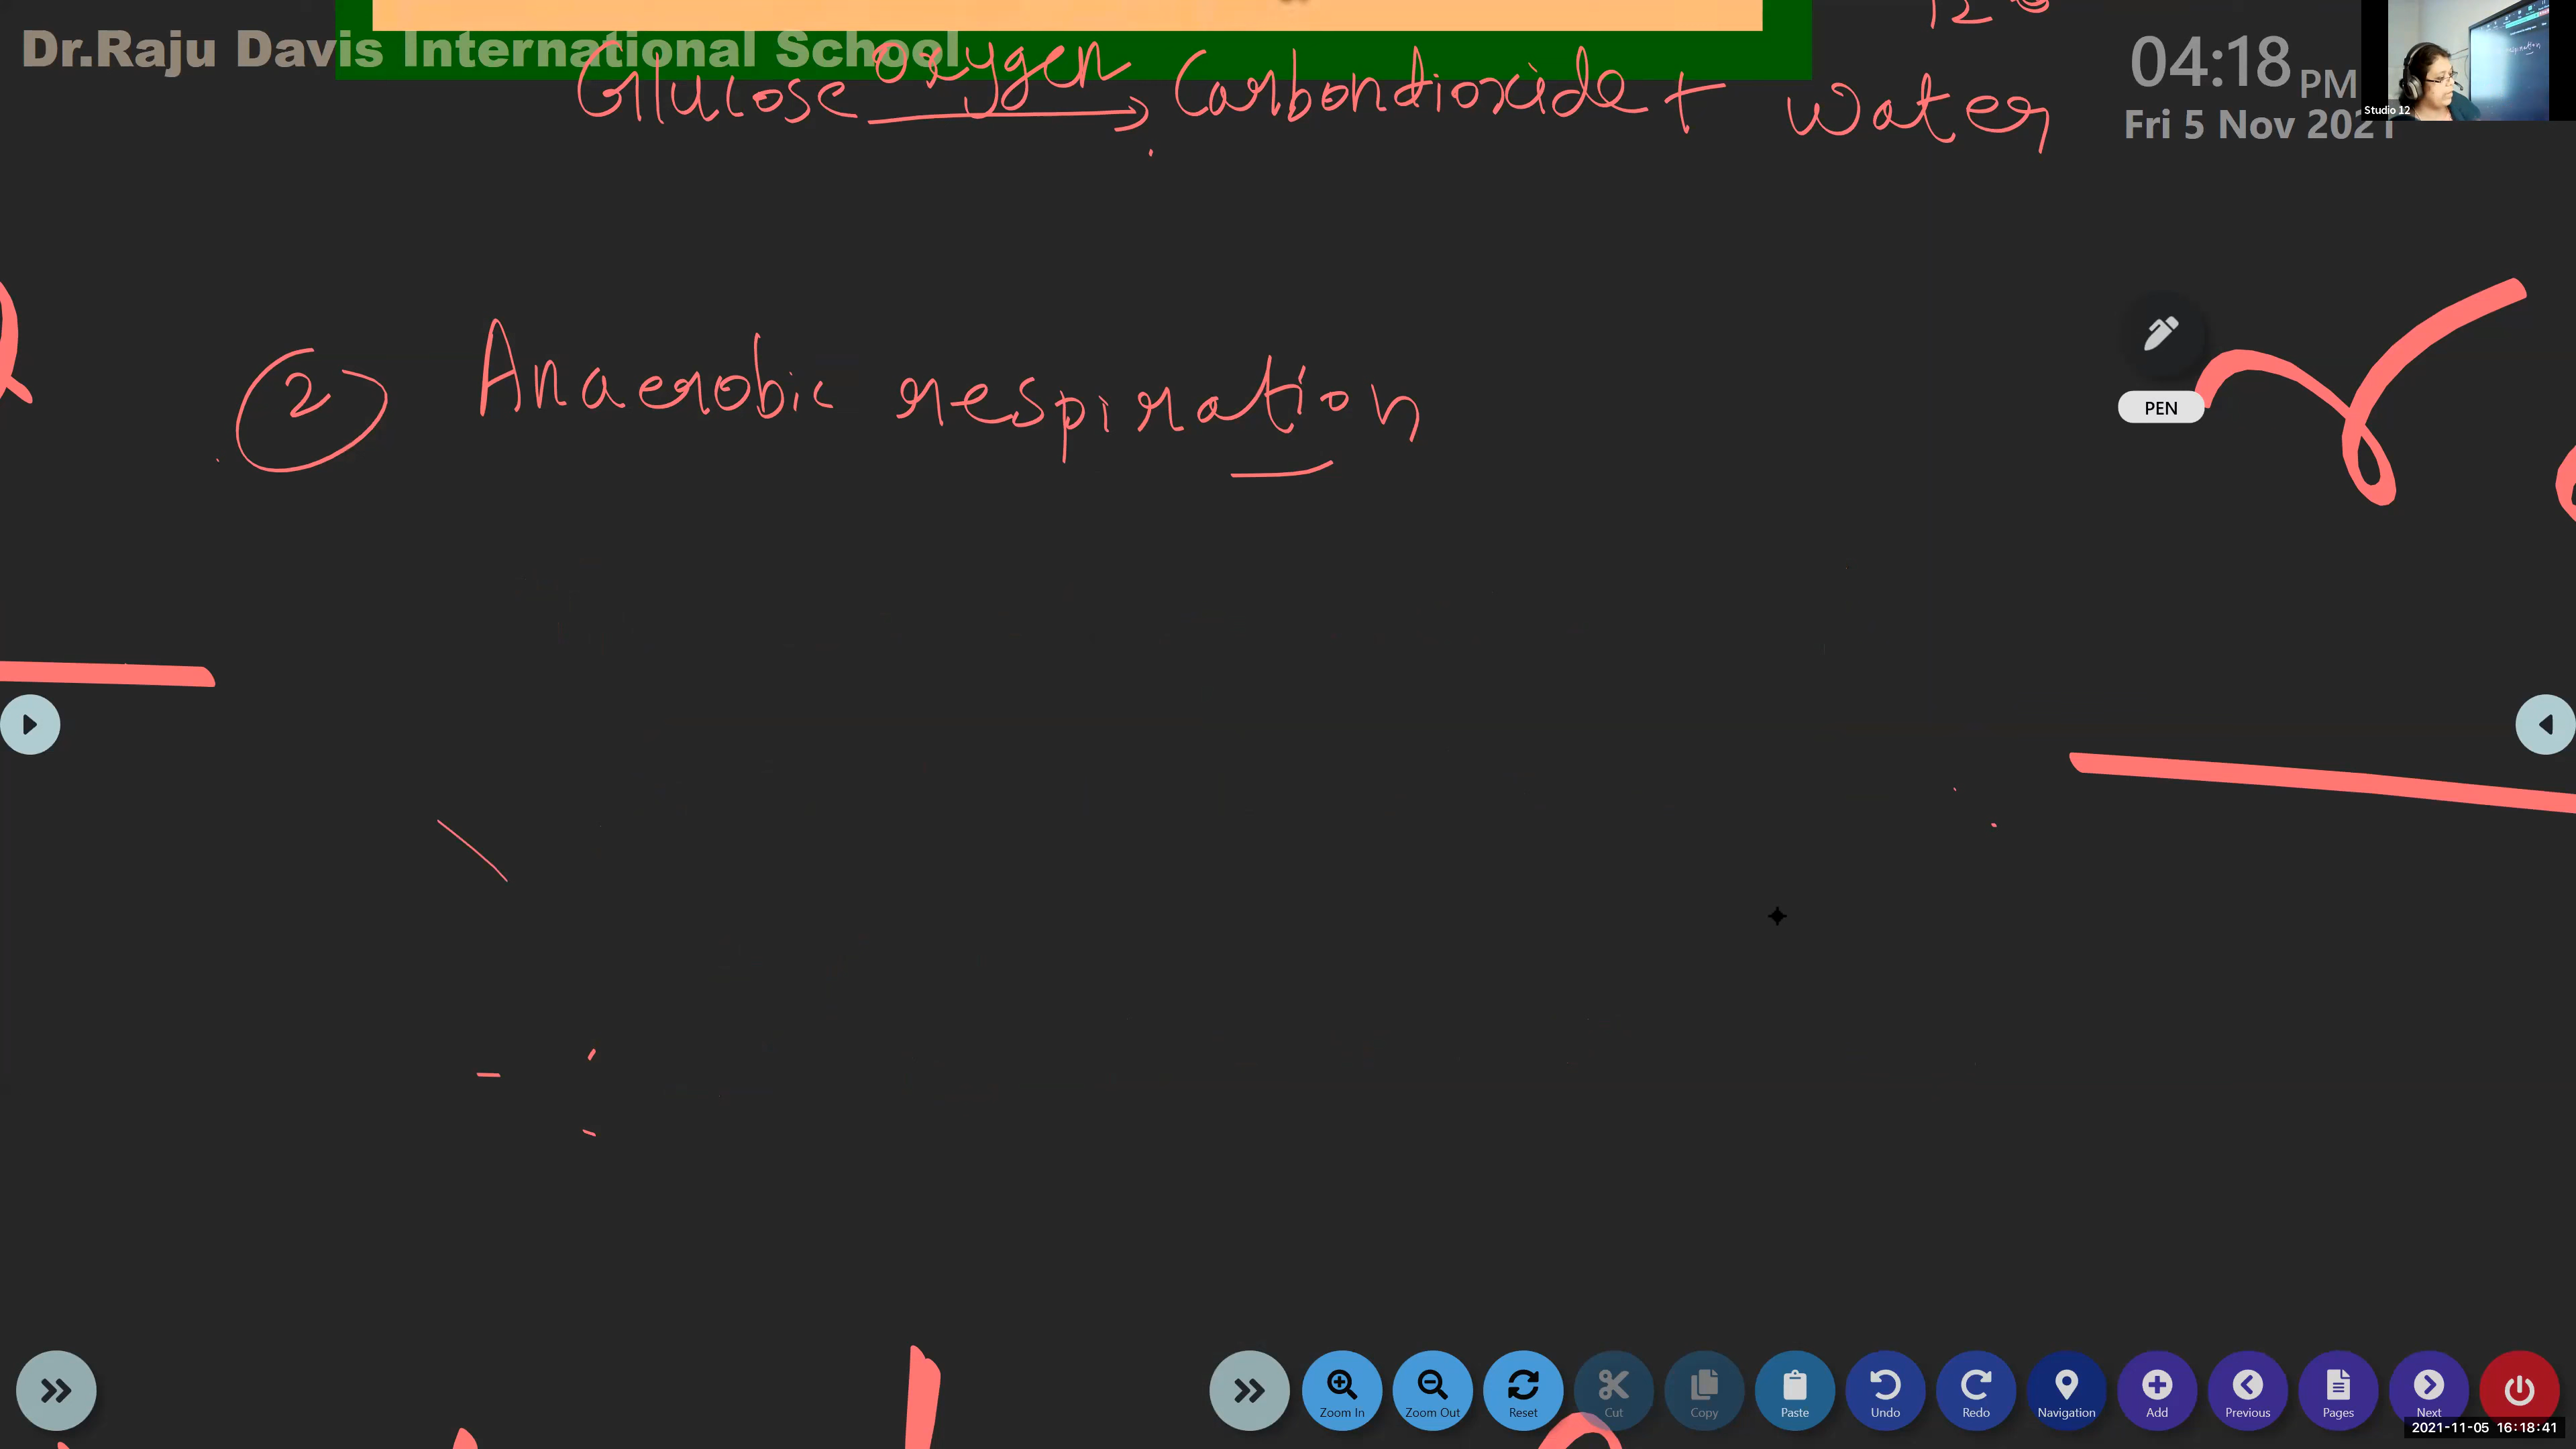 12
Dr.Raju Davis International School
04:18 PM
Studio 12
Fri 5 Nov 2021
Glucose oxygen Carbondioxide + Water
2 Anaerobic respiration
PEN
Zoom In
Zoom Out
Reset
Cut
Copy
Paste
Undo
Redo
Navigation
Add
Previous
Pages
Next
2021-11-05 16:18:41